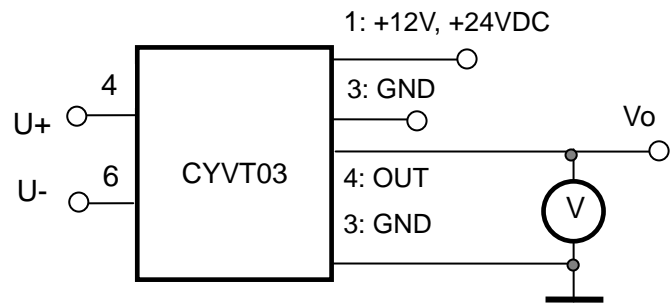 1: +12V, +24VDC
4
3: GND
U+
Vo
6
CYVT03
4: OUT
U-
V
3: GND